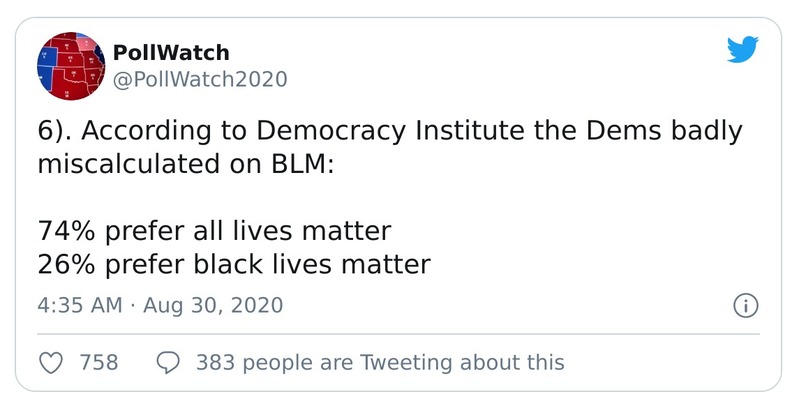 PollWatch
@PollWatch2020
6). According to Democracy Institute the Dems badly
miscalculated on BLM:
74% prefer all lives matter
26% prefer black lives matter
4:35 AM · Aug 30, 2020
758 383 people are Tweeting about this